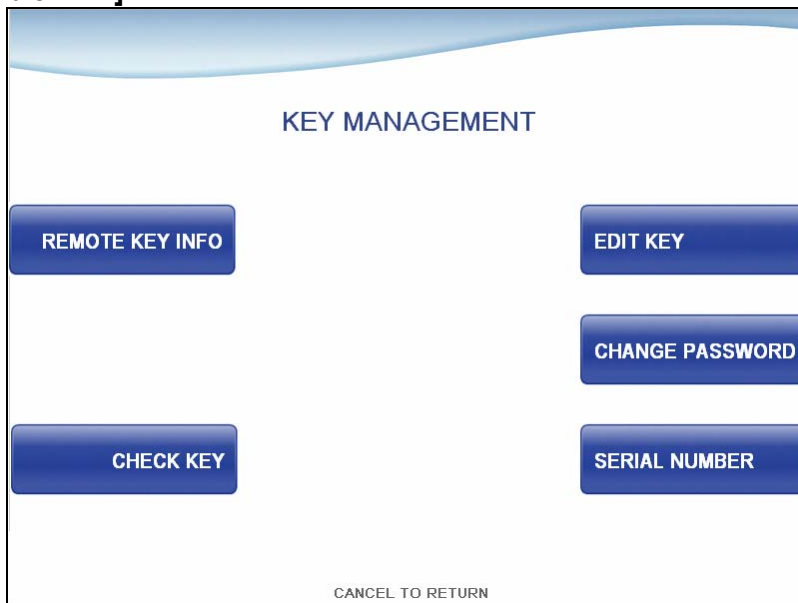 KEY MANAGEMENT
REMOTE KEY INFO
EDIT KEY
CHANGE PASSWORD
CHECK KEY
SERIAL NUMBER
CANCEL TO RETURN